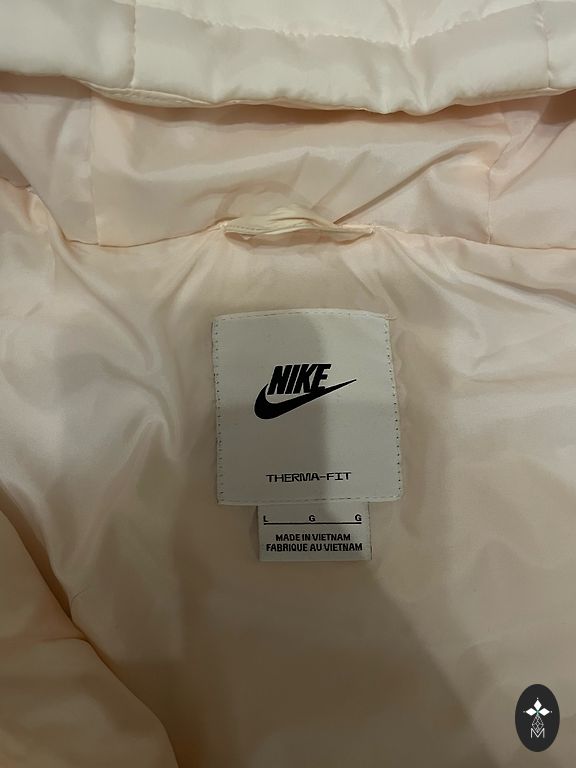 NIKE
THERMA-FIT
L G G
MADE IN VIETNAM
FABRIQUE AU VIETNAM
M